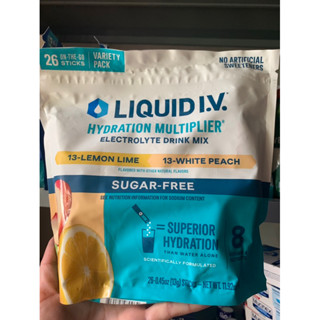 26 ON-THE-GO STICKS
VARIETY PACK
NO ARTIFICIAL SWEETENERS
LIQUID I.V.
HYDRATION MULTIPLIER®
ELECTROLYTE DRINK MIX
13-LEMON LIME
13-WHITE PEACH
FLAVORED WITH OTHER NATURAL FLAVORS
SUGAR-FREE
SEE NUTRITION INFORMATION FOR SODIUM CONTENT
= SUPERIOR
HYDRATION
THAN WATER ALONE
SCIENTIFICALLY FORMULATED
8